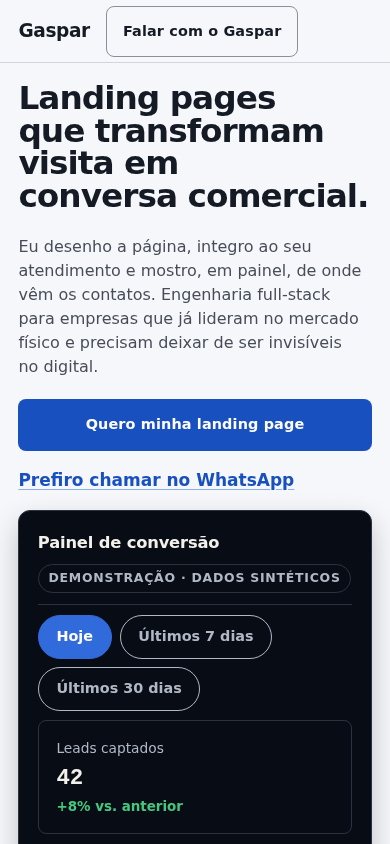 Gaspar
Falar com o Gaspar
Landing pages
que transformam
visita em
conversa comercial.
Eu desenho a página, integro ao seu
atendimento e mostro, em painel, de onde
vêm os contatos. Engenharia full-stack
para empresas que já lideram no mercado
físico e precisam deixar de ser invisíveis
no digital.
Quero minha landing page
Prefiro chamar no WhatsApp
Painel de conversão
DEMONSTRAÇÃO · DADOS SINTÉTICOS
Hoje
Últimos 7 dias
Últimos 30 dias
Leads captados
42
+8% vs. anterior